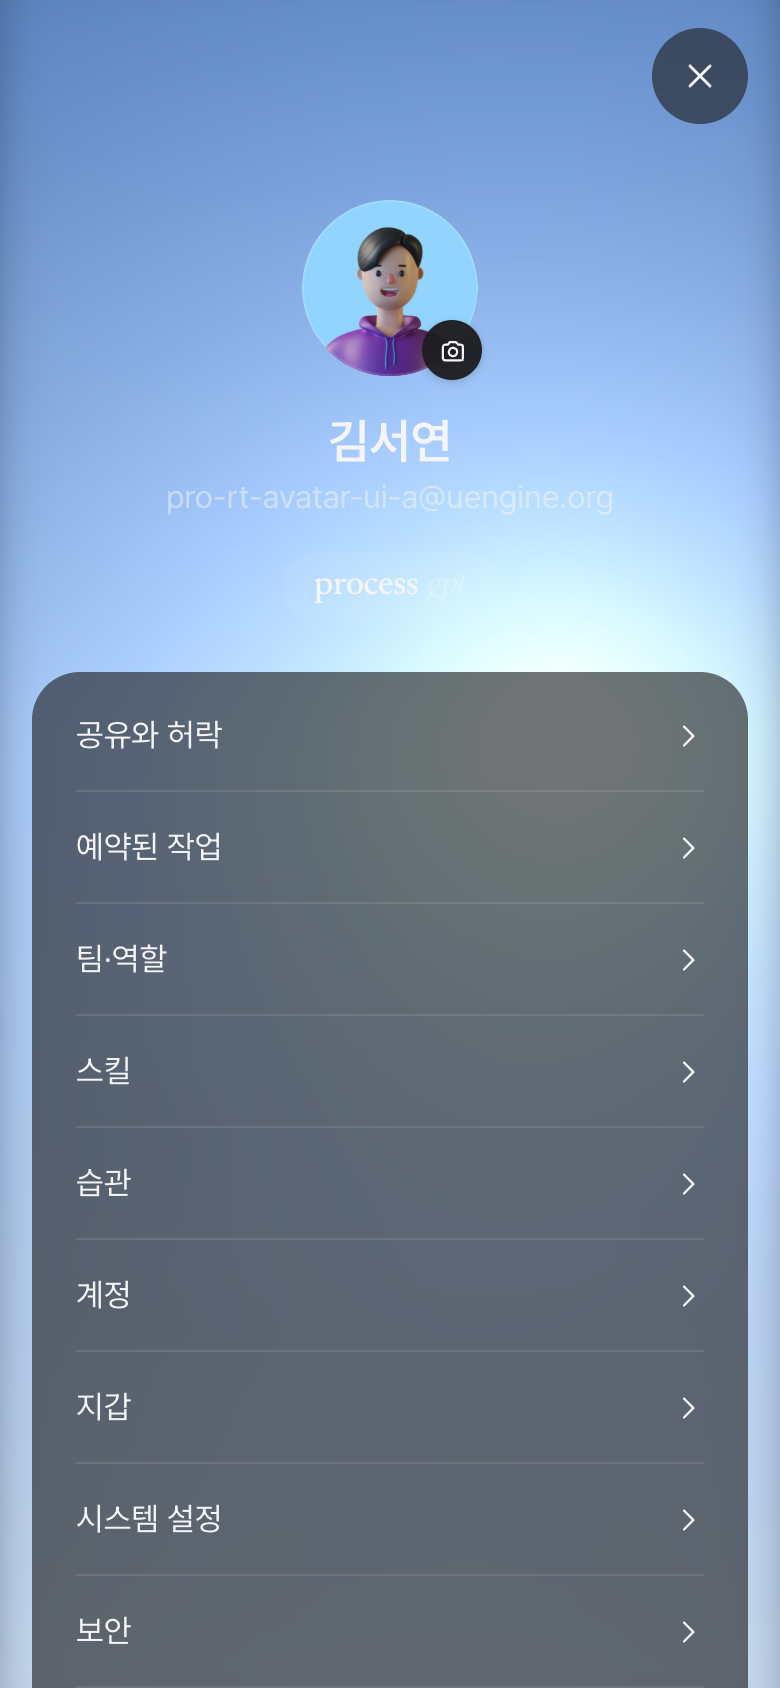 김서연
pro-rt-avatar-ui-a@uengine.org
process gpt
공유와 허락
예약된 작업
팀·역할
스킬
습관
계정
지갑
시스템 설정
보안